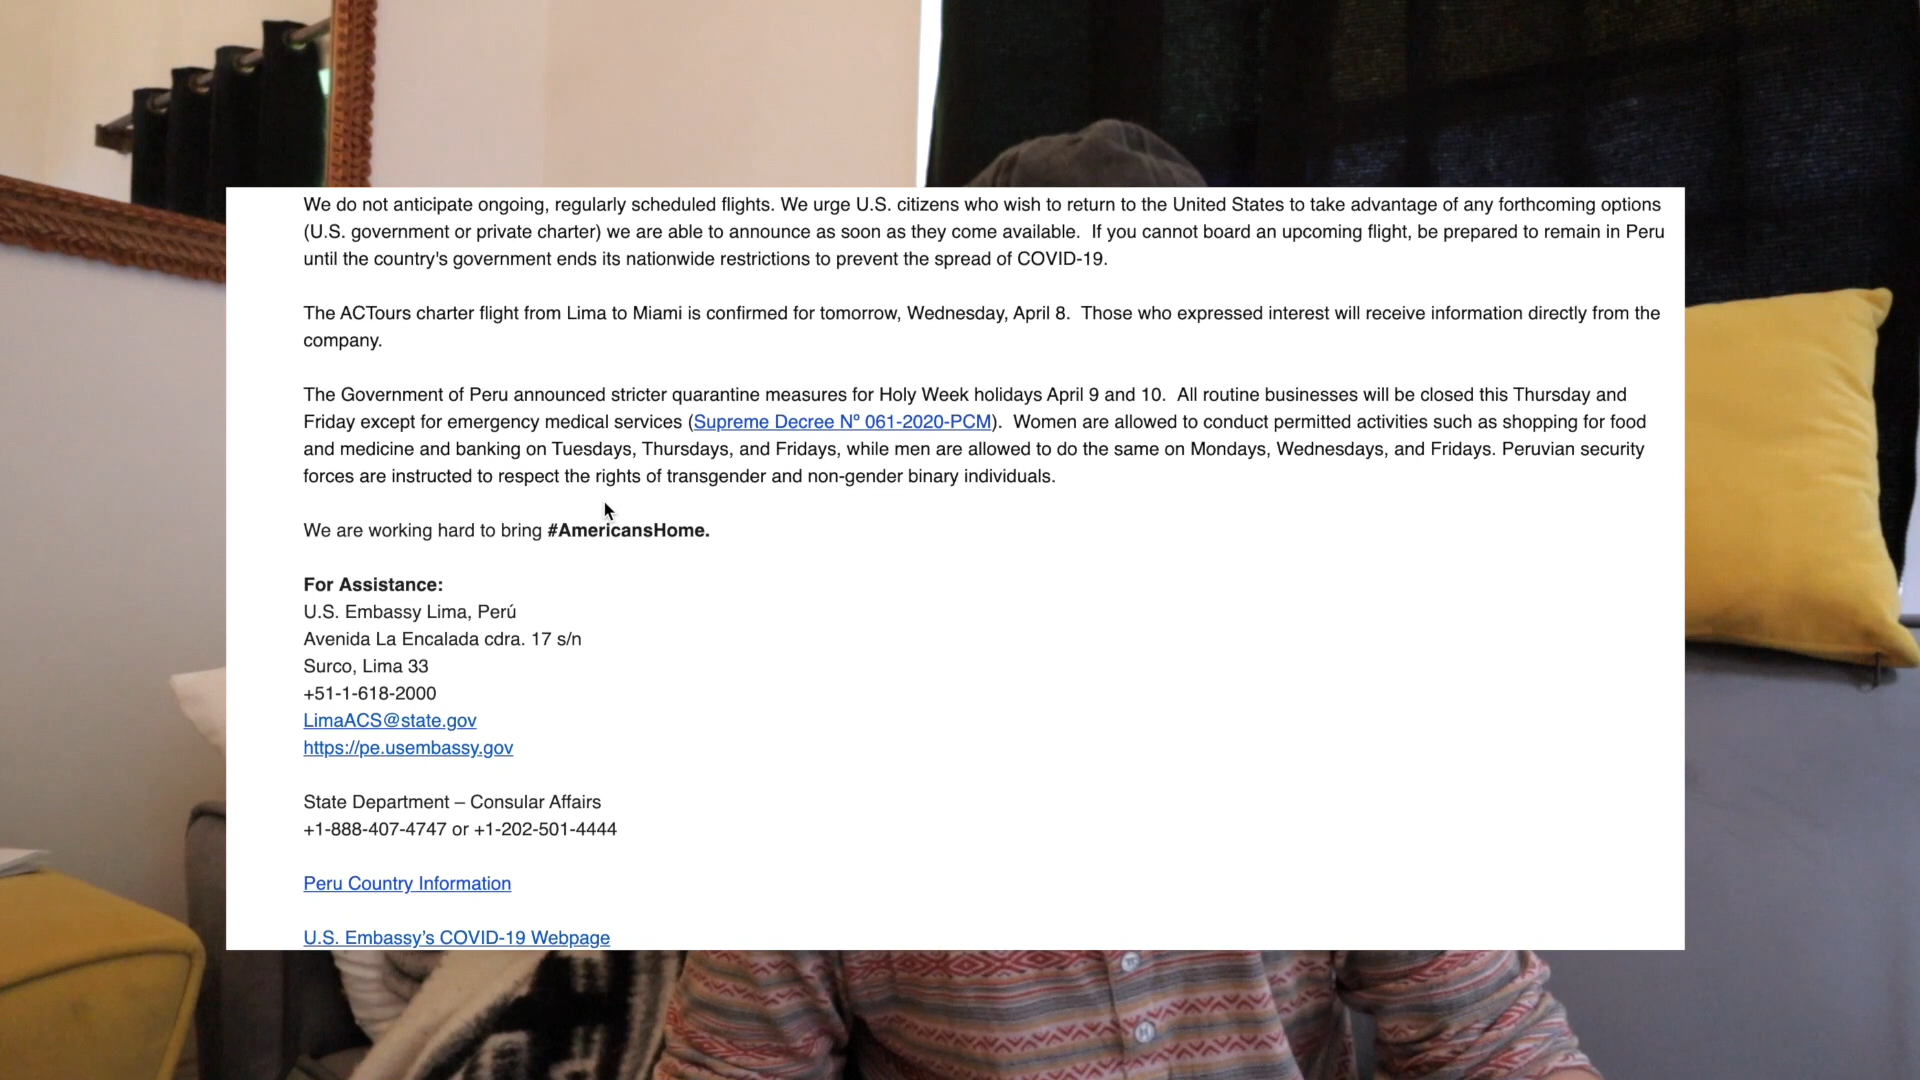 We do not anticipate ongoing, regularly scheduled flights. We urge U.S. citizens who wish to return to the United States to take advantage of any forthcoming options
(U.S. government or private charter) we are able to announce as soon as they come available.  If you cannot board an upcoming flight, be prepared to remain in Peru
until the country's government ends its nationwide restrictions to prevent the spread of COVID-19.
The ACTours charter flight from Lima to Miami is confirmed for tomorrow, Wednesday, April 8.  Those who expressed interest will receive information directly from the
company.
The Government of Peru announced stricter quarantine measures for Holy Week holidays April 9 and 10.  All routine businesses will be closed this Thursday and
Friday except for emergency medical services (Supreme Decree Nº 061-2020-PCM).  Women are allowed to conduct permitted activities such as shopping for food
and medicine and banking on Tuesdays, Thursdays, and Fridays, while men are allowed to do the same on Mondays, Wednesdays, and Fridays. Peruvian security
forces are instructed to respect the rights of transgender and non-gender binary individuals.
We are working hard to bring #AmericansHome.
For Assistance:
U.S. Embassy Lima, Perú
Avenida La Encalada cdra. 17 s/n
Surco, Lima 33
+51-1-618-2000
LimaACS@state.gov
https://pe.usembassy.gov
State Department – Consular Affairs
+1-888-407-4747 or +1-202-501-4444
Peru Country Information
U.S. Embassy’s COVID-19 Webpage